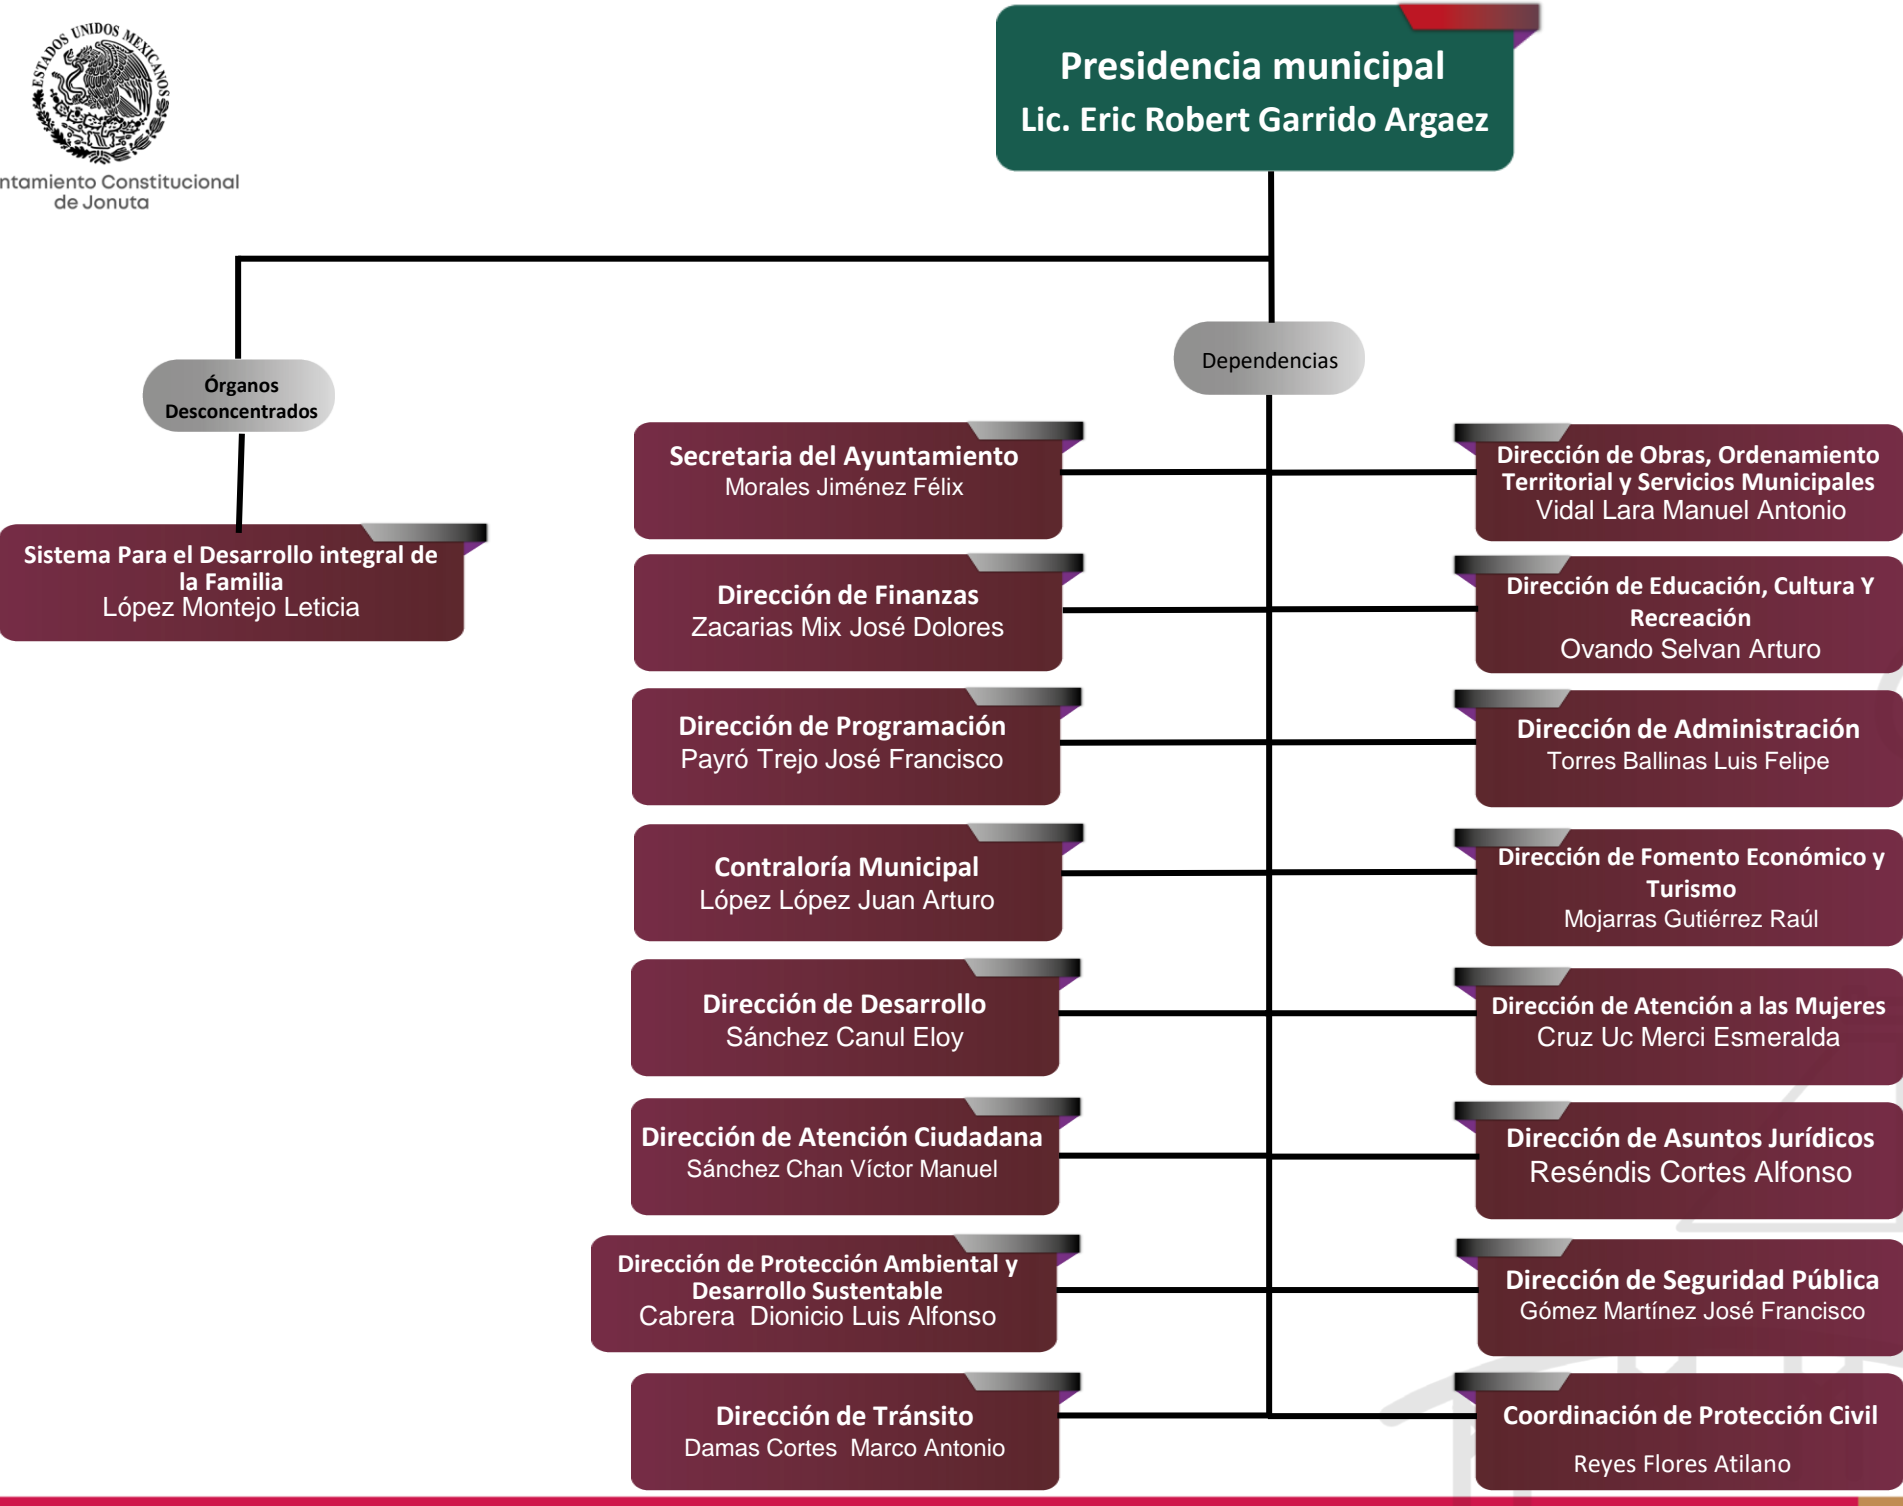 ESTADOS UNIDOS MEXICANOS
ntamiento Constitucional
de Jonuta
Presidencia municipal
Lic. Eric Robert Garrido Argaez
Órganos
Desconcentrados
Sistema Para el Desarrollo integral de
la Familia
López Montejo Leticia
Dependencias
Secretaria del Ayuntamiento
Morales Jiménez Félix
Dirección de Obras, Ordenamiento
Territorial y Servicios Municipales
Vidal Lara Manuel Antonio
Dirección de Finanzas
Zacarias Mix José Dolores
Dirección de Educación, Cultura Y
Recreación
Ovando Selvan Arturo
Dirección de Programación
Payró Trejo José Francisco
Dirección de Administración
Torres Ballinas Luis Felipe
Contraloría Municipal
López López Juan Arturo
Dirección de Fomento Económico y
Turismo
Mojarras Gutiérrez Raúl
Dirección de Desarrollo
Sánchez Canul Eloy
Dirección de Atención a las Mujeres
Cruz Uc Merci Esmeralda
Dirección de Atención Ciudadana
Sánchez Chan Víctor Manuel
Dirección de Asuntos Jurídicos
Reséndis Cortes Alfonso
Dirección de Protección Ambiental y
Desarrollo Sustentable
Cabrera  Dionicio Luis Alfonso
Dirección de Seguridad Pública
Gómez Martínez José Francisco
Dirección de Tránsito
Damas Cortes  Marco Antonio
Coordinación de Protección Civil
Reyes Flores Atilano